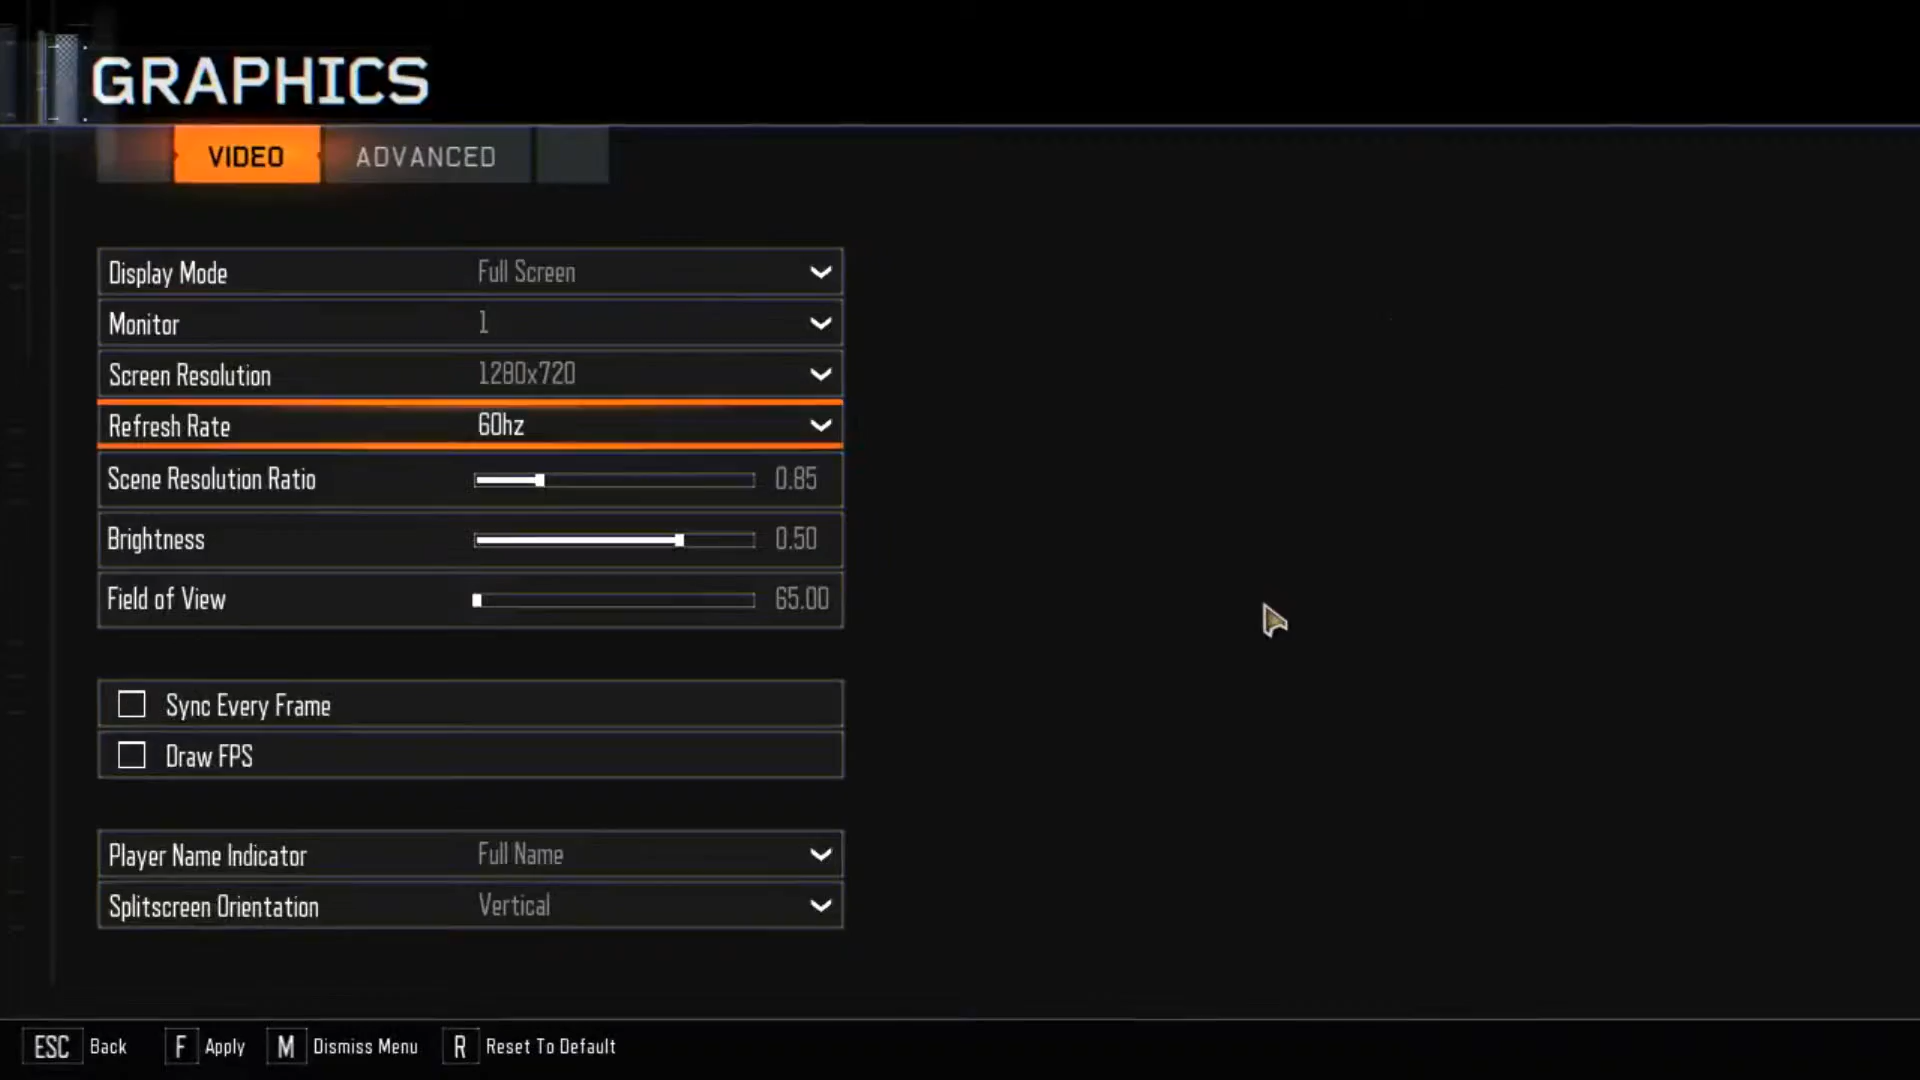 GRAPHICS
VIDEO ADVANCED
Display Mode Full Screen
Monitor 1
Screen Resolution 1280x720
Refresh Rate 60hz
Scene Resolution Ratio 0.85
Brightness 0.50
Field of View 65.00
Sync Every Frame
Draw FPS
Player Name Indicator Full Name
Splitscreen Orientation Vertical
ESC Back F Apply M Dismiss Menu R Reset To Default